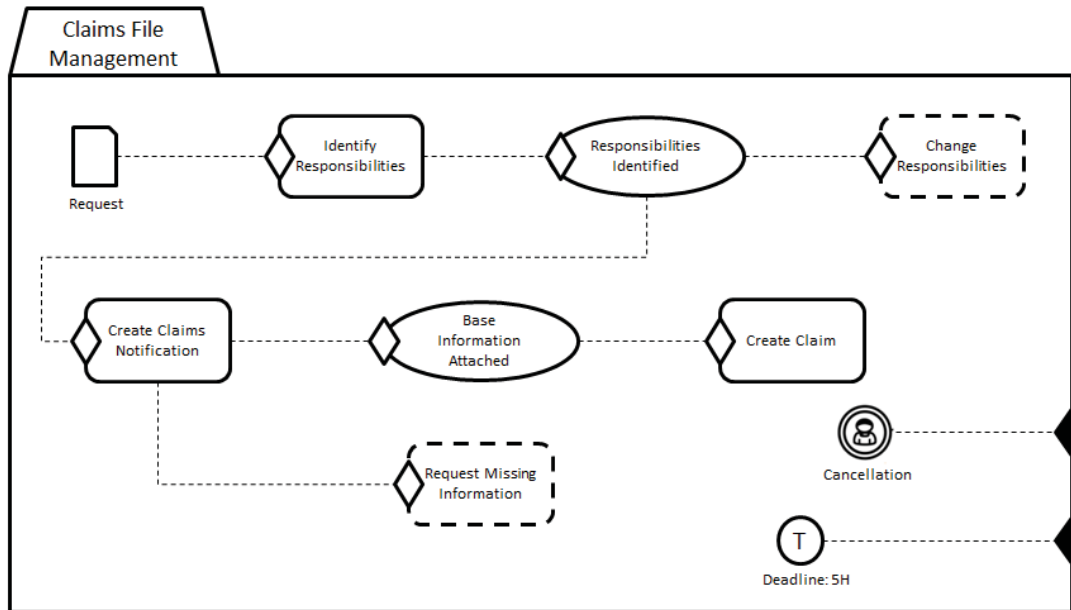 Claims File
Management
Identify
Responsibilities
Responsibilities
Identified
Change
Responsibilities
Request
Create Claims
Notification
Base
Information
Attached
Create Claim
Request Missing
Information
Cancellation
T
Deadline: 5H